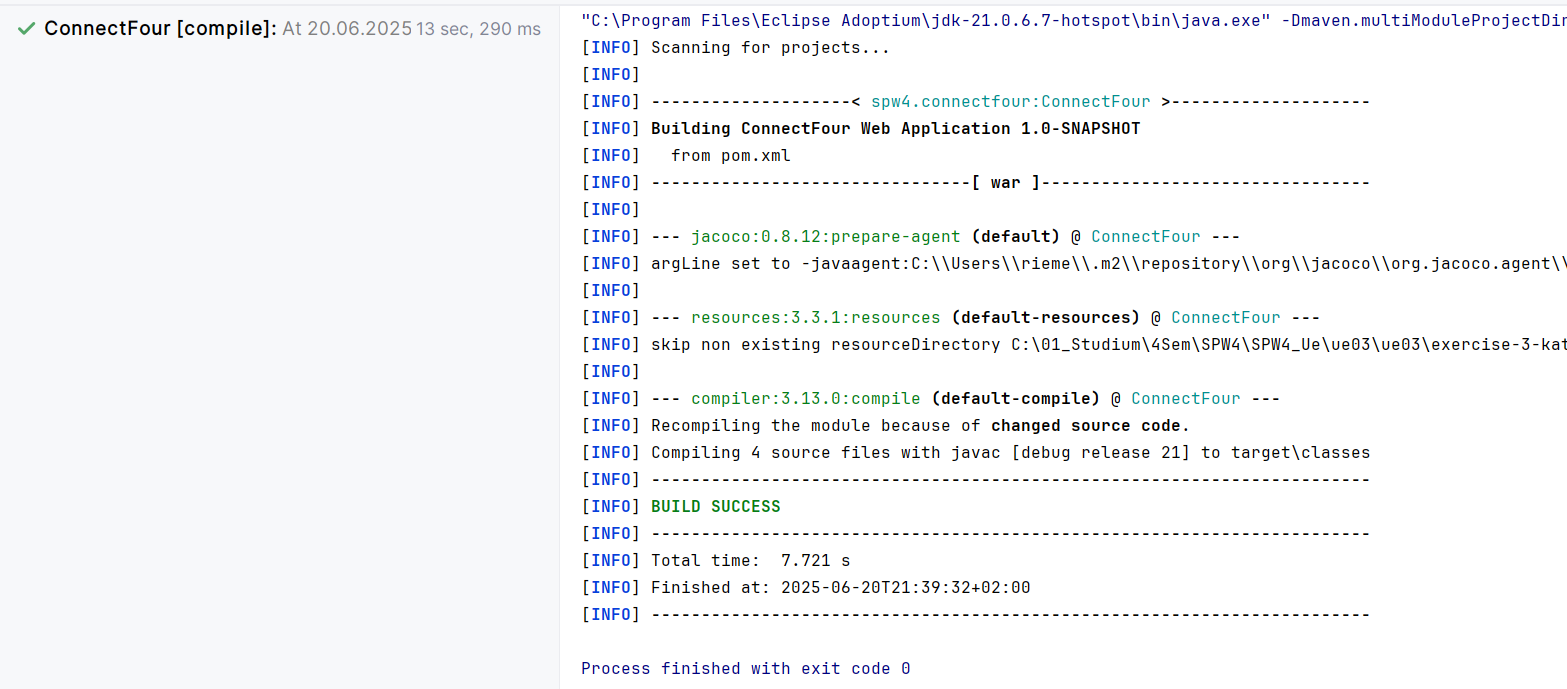 ConnectFour [compile]: At 20.06.2025 13 sec, 290 ms
"C:\Program Files\Eclipse Adoptium\jdk-21.0.6.7-hotspot\bin\java.exe" -Dmaven.multiModuleProjectDir
[INFO] Scanning for projects...
[INFO]
[INFO] --------------------< spw4.connectfour:ConnectFour >--------------------
[INFO] Building ConnectFour Web Application 1.0-SNAPSHOT
[INFO]   from pom.xml
[INFO] --------------------------------[ war ]---------------------------------
[INFO]
[INFO] --- jacoco:0.8.12:prepare-agent (default) @ ConnectFour ---
[INFO] argLine set to -javaagent:C:\\Users\\rieme\\.m2\\repository\\org\\jacoco\\org.jacoco.agent\\
[INFO]
[INFO] --- resources:3.3.1:resources (default-resources) @ ConnectFour ---
[INFO] skip non existing resourceDirectory C:\01_Studium\4Sem\SPW4\SPW4_Ue\ue03\ue03\exercise-3-kat
[INFO]
[INFO] --- compiler:3.13.0:compile (default-compile) @ ConnectFour ---
[INFO] Recompiling the module because of changed source code.
[INFO] Compiling 4 source files with javac [debug release 21] to target\classes
[INFO] ------------------------------------------------------------------------
[INFO] BUILD SUCCESS
[INFO] ------------------------------------------------------------------------
[INFO] Total time:  7.721 s
[INFO] Finished at: 2025-06-20T21:39:32+02:00
[INFO] ------------------------------------------------------------------------
Process finished with exit code 0